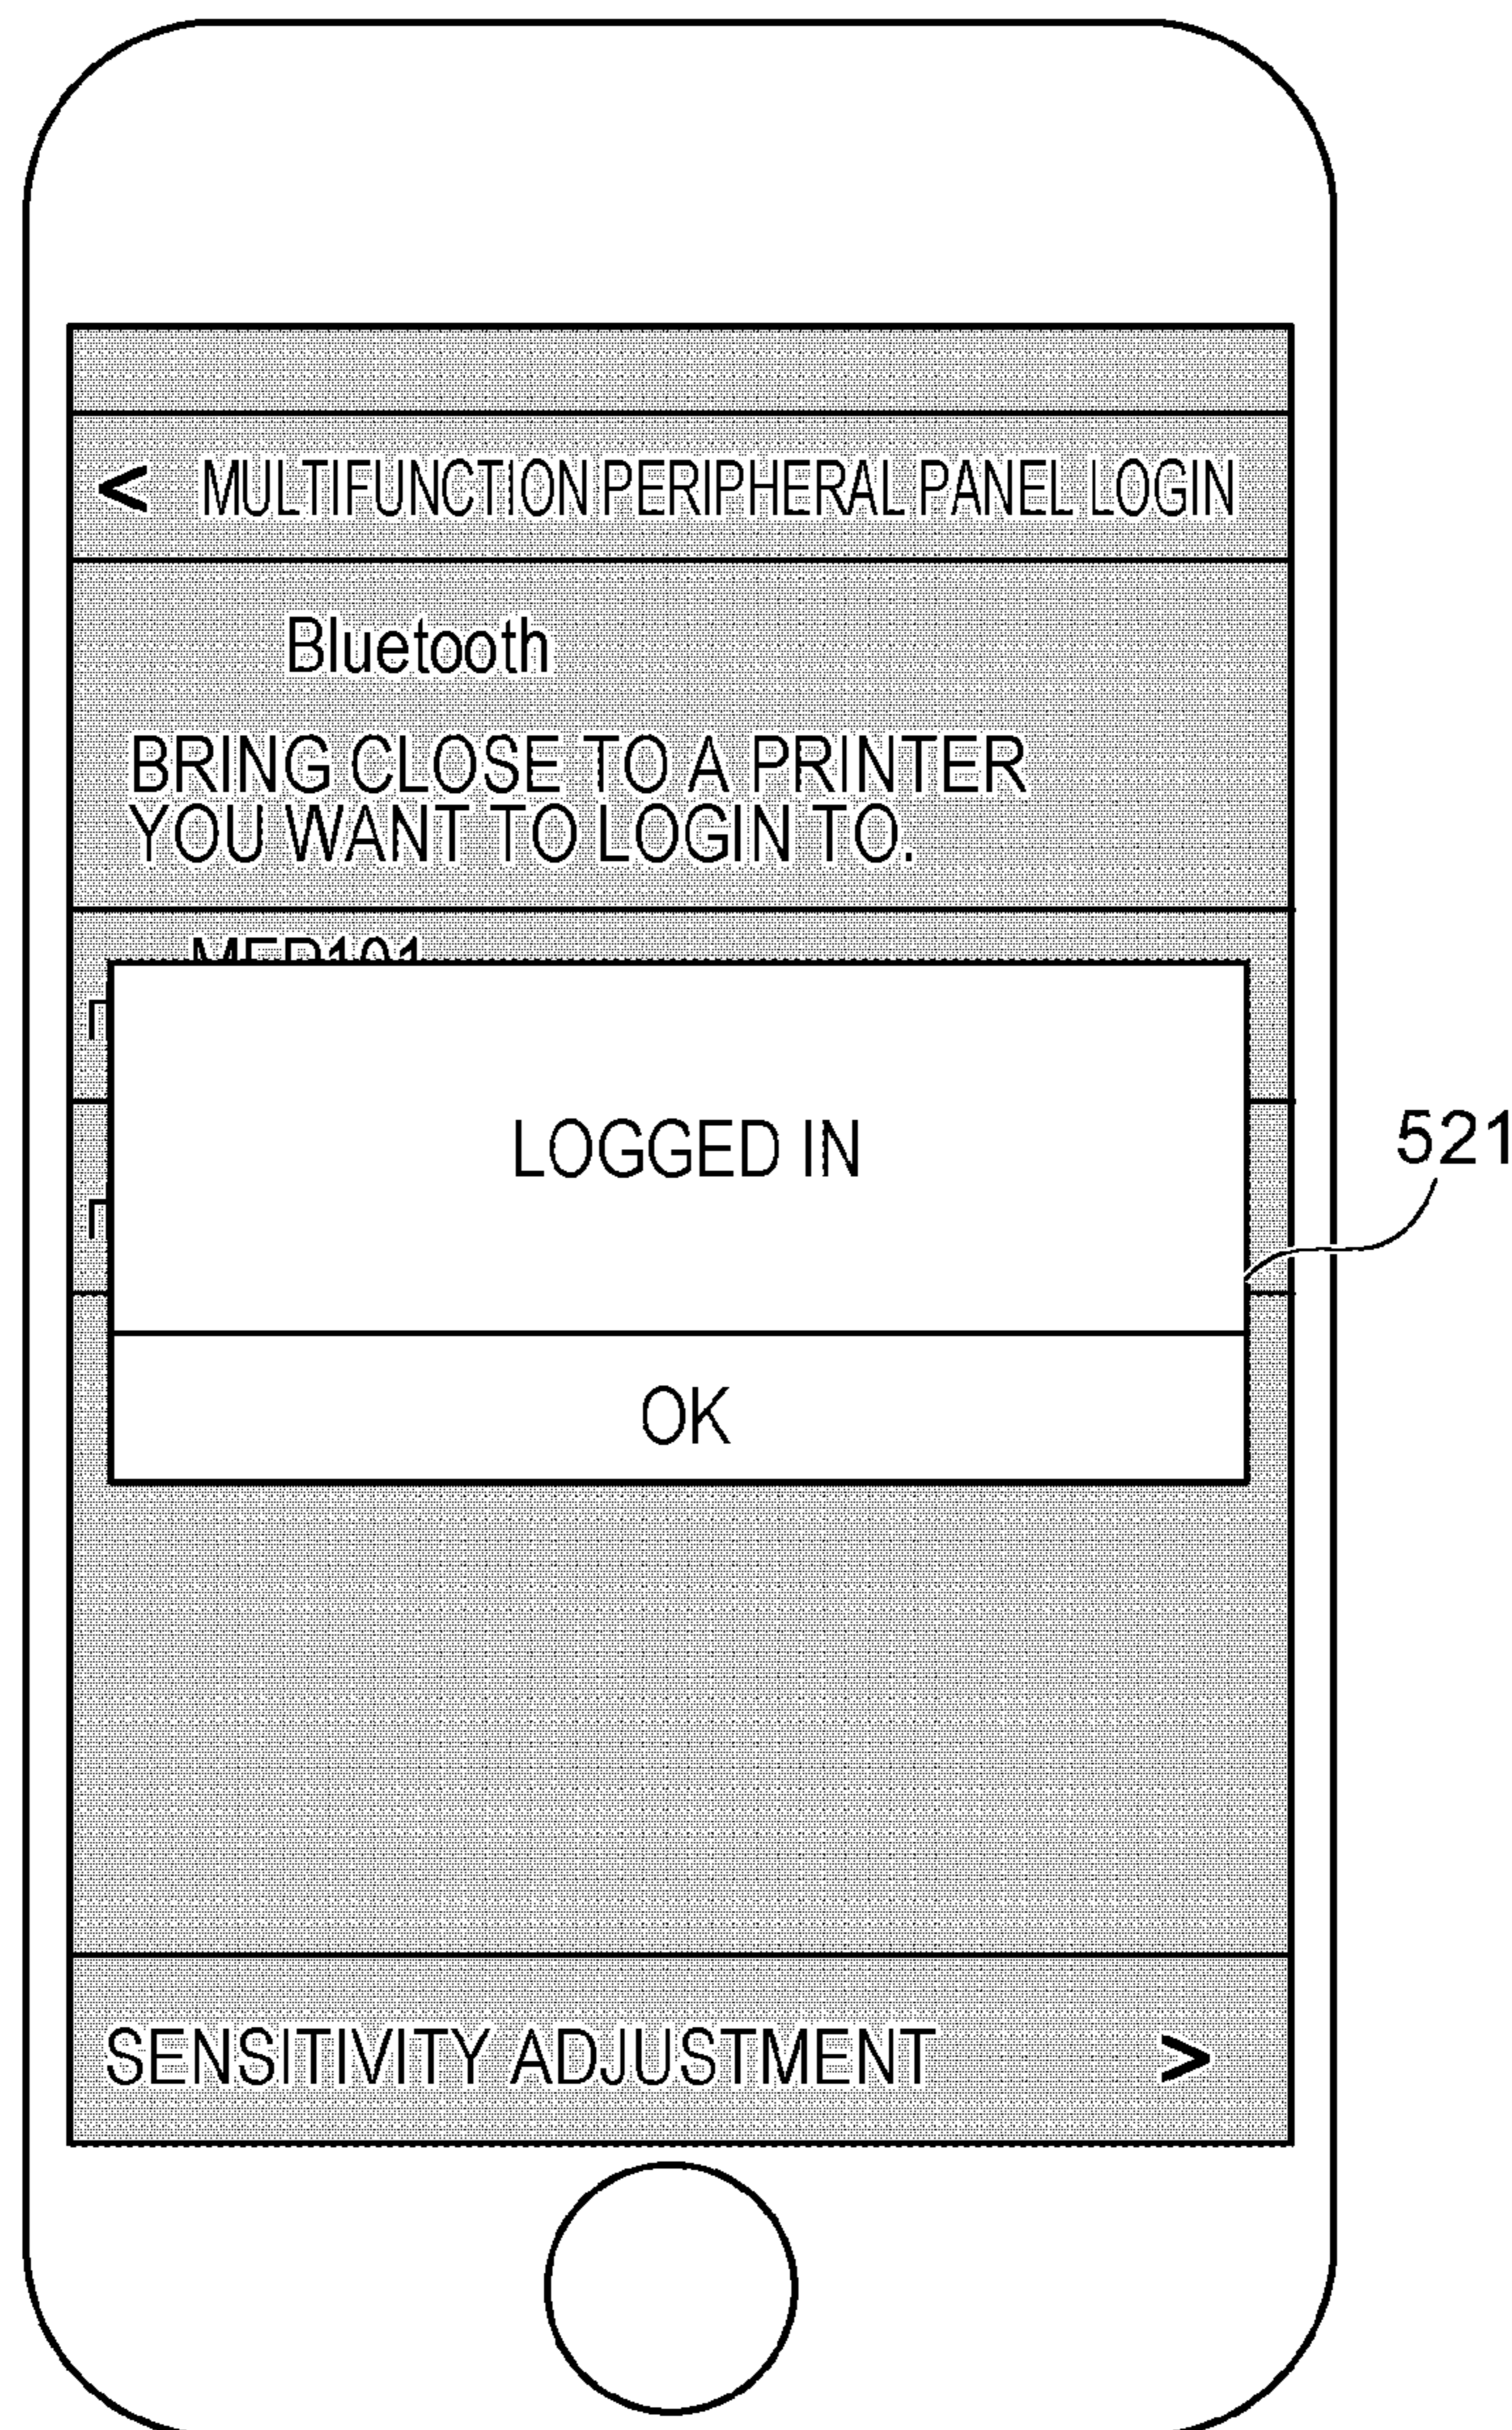 < MULTIFUNCTION PERIPHERAL PANEL LOGIN
Bluetooth
BRING CLOSE TO A PRINTER
YOU WANT TO LOGIN TO.
MFP101
LOGGED IN
521
OK
SENSITIVITY ADJUSTMENT >